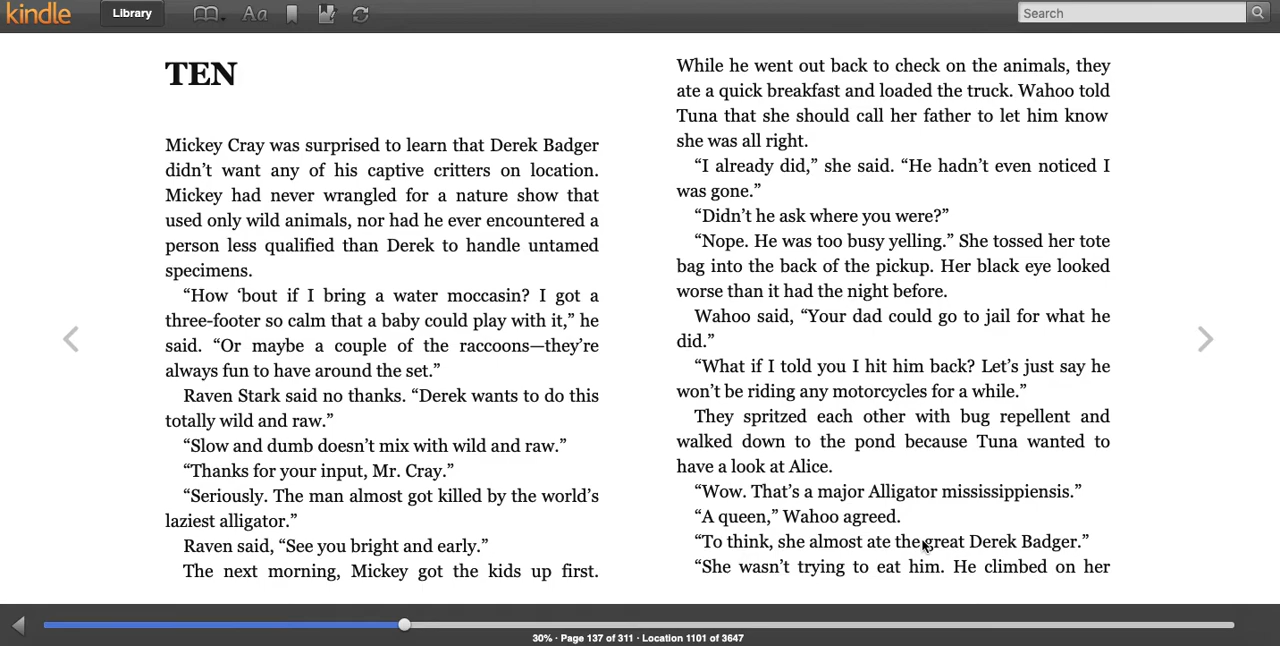 kindle
Library
Aa
Search
TEN
Mickey Cray was surprised to learn that Derek Badger
didn’t want any of his captive critters on location.
Mickey had never wrangled for a nature show that
used only wild animals, nor had he ever encountered a
person less qualified than Derek to handle untamed
specimens.
“How ‘bout if I bring a water moccasin? I got a
three-footer so calm that a baby could play with it,” he
said. “Or maybe a couple of the raccoons—they’re
always fun to have around the set.”
Raven Stark said no thanks. “Derek wants to do this
totally wild and raw.”
“Slow and dumb doesn’t mix with wild and raw.”
“Thanks for your input, Mr. Cray.”
“Seriously. The man almost got killed by the world’s
laziest alligator.”
Raven said, “See you bright and early.”
The next morning, Mickey got the kids up first.
While he went out back to check on the animals, they
ate a quick breakfast and loaded the truck. Wahoo told
Tuna that she should call her father to let him know
she was all right.
“I already did,” she said. “He hadn’t even noticed I
was gone.”
“Didn’t he ask where you were?”
“Nope. He was too busy yelling.” She tossed her tote
bag into the back of the pickup. Her black eye looked
worse than it had the night before.
Wahoo said, “Your dad could go to jail for what he
did.”
“What if I told you I hit him back? Let’s just say he
won’t be riding any motorcycles for a while.”
They spritzed each other with bug repellent and
walked down to the pond because Tuna wanted to
have a look at Alice.
“Wow. That’s a major Alligator mississippiensis.”
“A queen,” Wahoo agreed.
“To think, she almost ate the great Derek Badger.”
“She wasn’t trying to eat him. He climbed on her
30% · Page 137 of 311 · Location 1101 of 3647